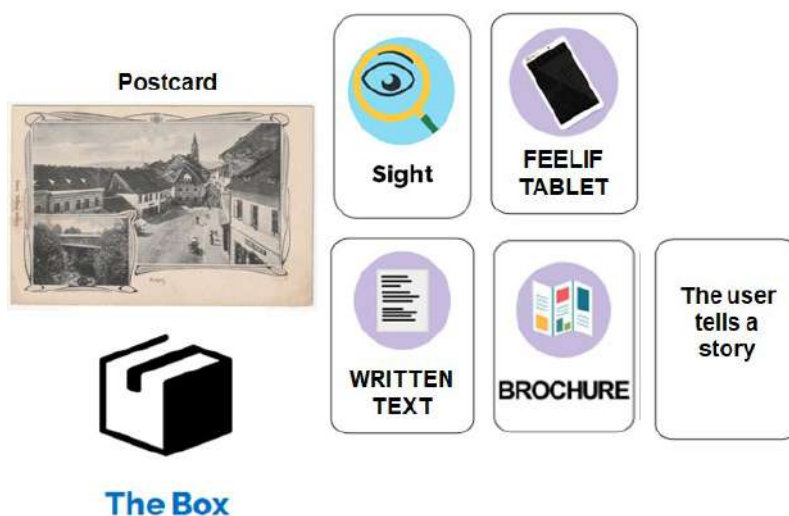 Postcard
Sight
FEELIF
TABLET
WRITTEN
TEXT
BROCHURE
The user
tells a
story
The Box